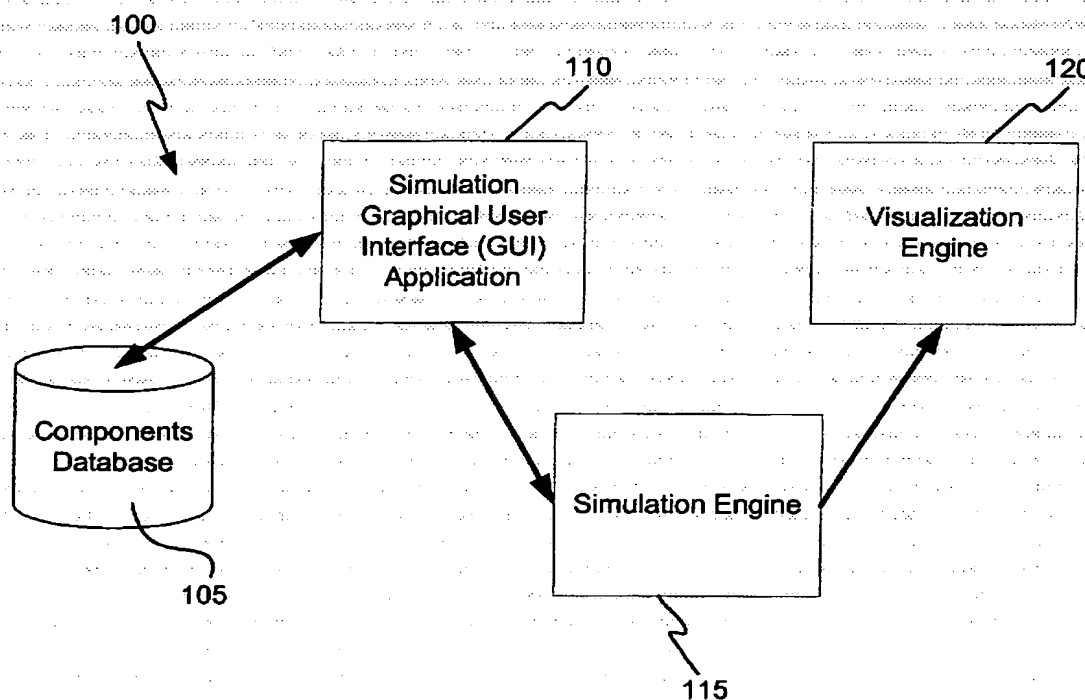 100
110
120
Simulation
Graphical User
Interface (GUI)
Application
Visualization
Engine
Components
Database
Simulation Engine
105
115